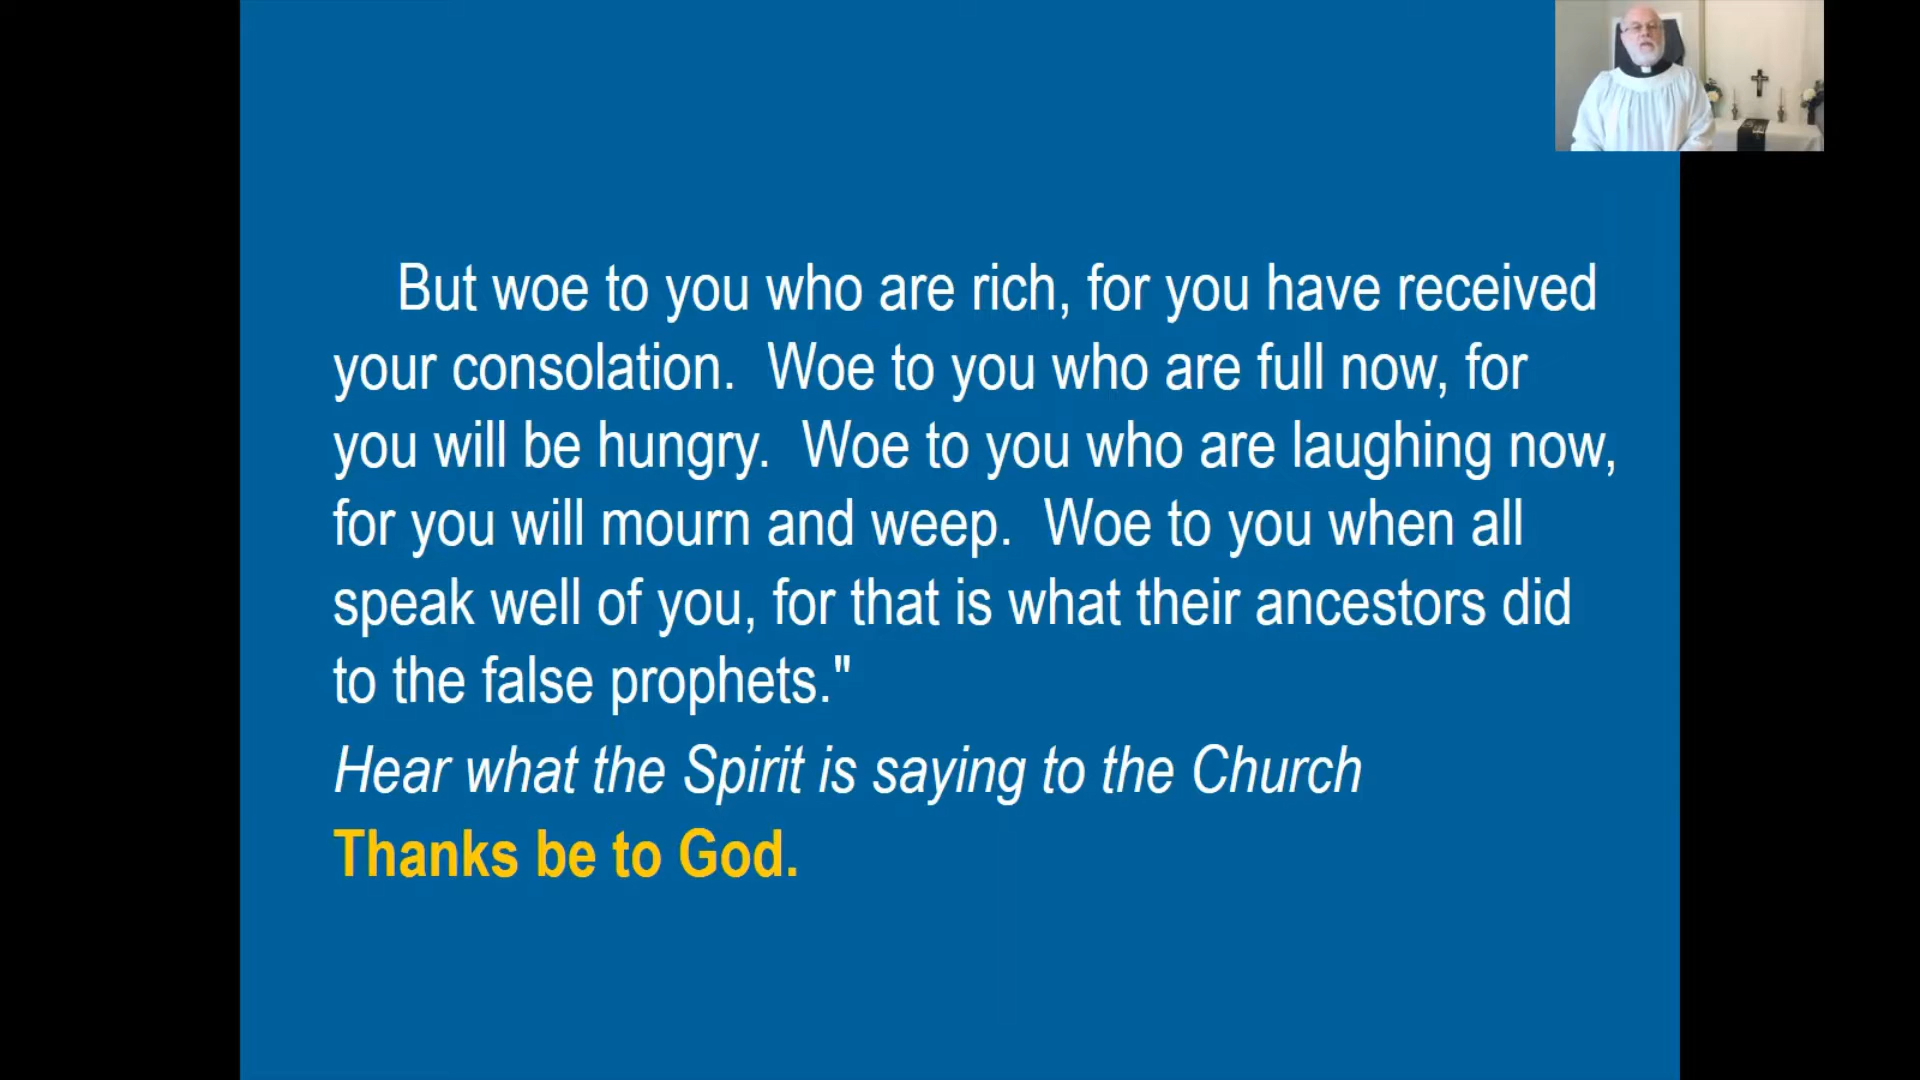 But woe to you who are rich, for you have received
your consolation.  Woe to you who are full now, for
you will be hungry.  Woe to you who are laughing now,
for you will mourn and weep.  Woe to you when all
speak well of you, for that is what their ancestors did
to the false prophets."
Hear what the Spirit is saying to the Church
Thanks be to God.